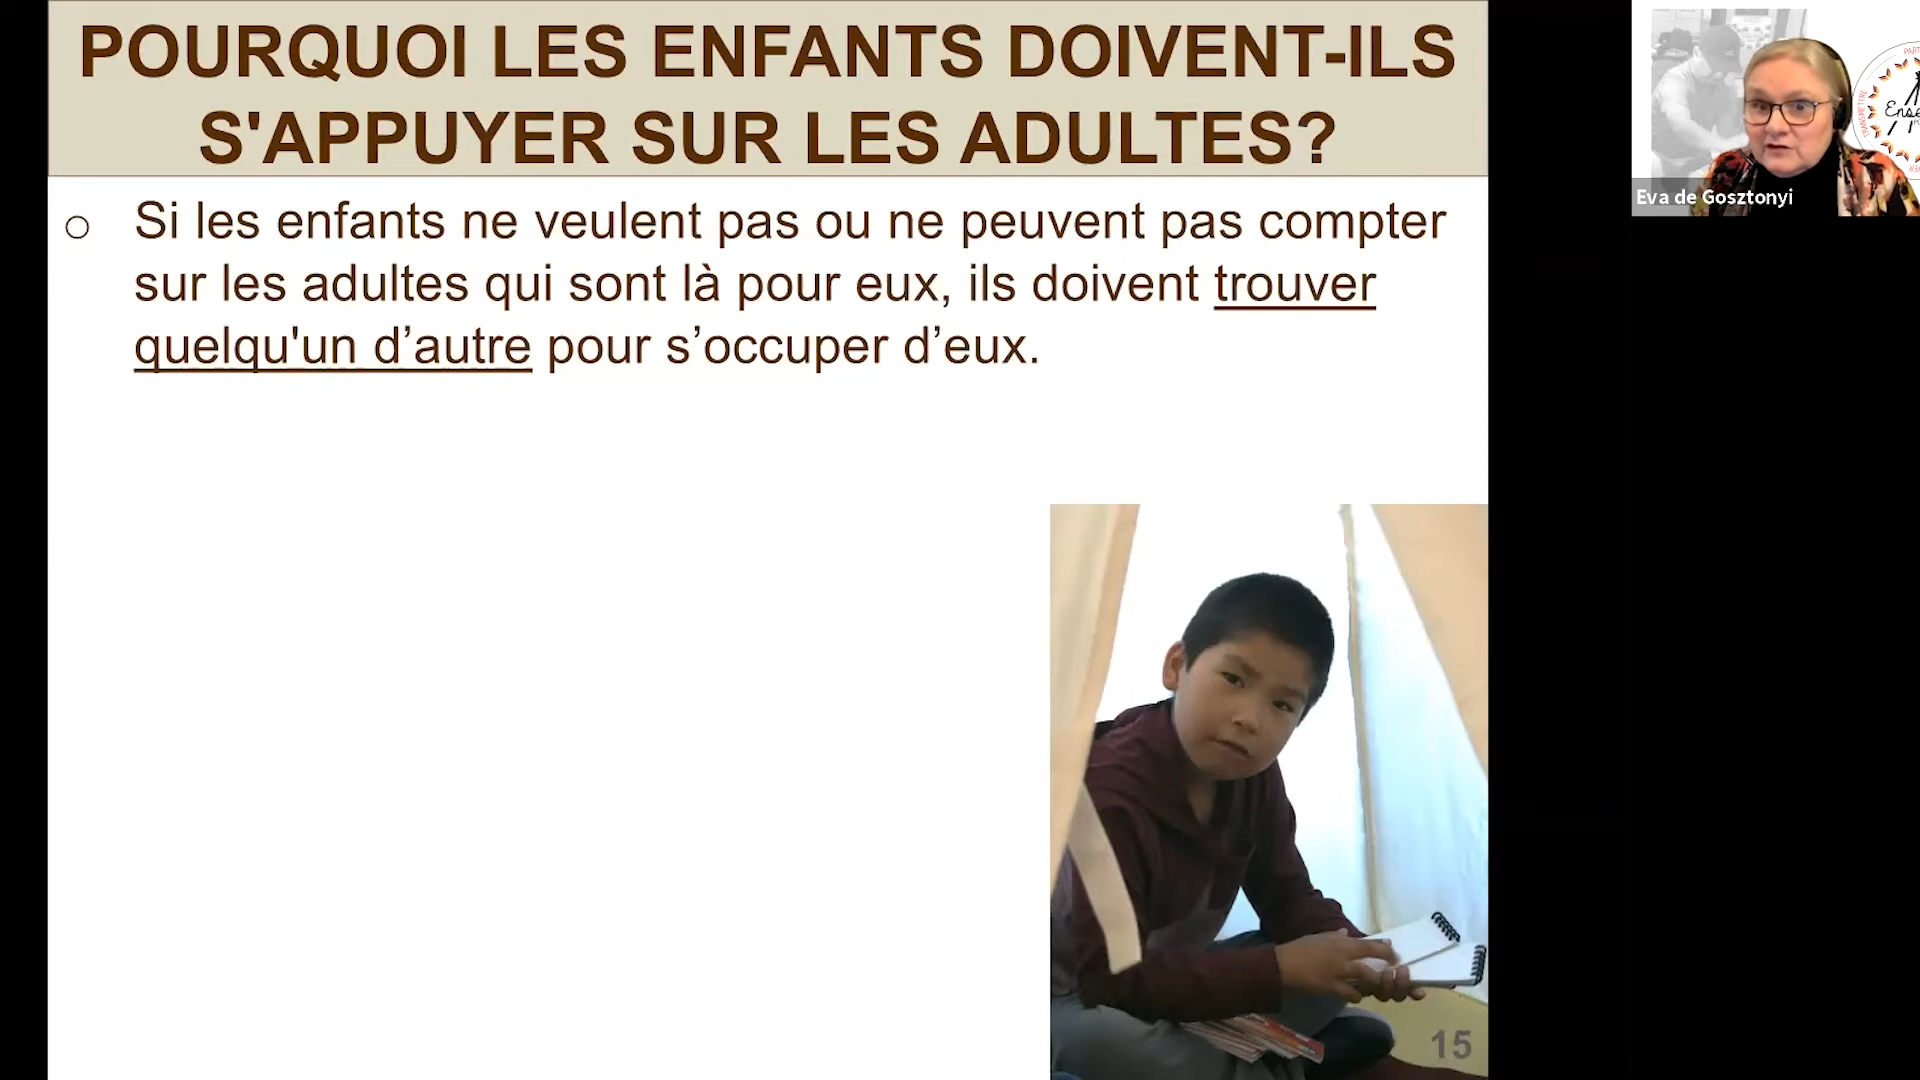 POURQUOI LES ENFANTS DOIVENT-ILS
S'APPUYER SUR LES ADULTES?
o Si les enfants ne veulent pas ou ne peuvent pas compter
sur les adultes qui sont là pour eux, ils doivent trouver
quelqu'un d’autre pour s’occuper d’eux.
15
Eva de Gosztonyi